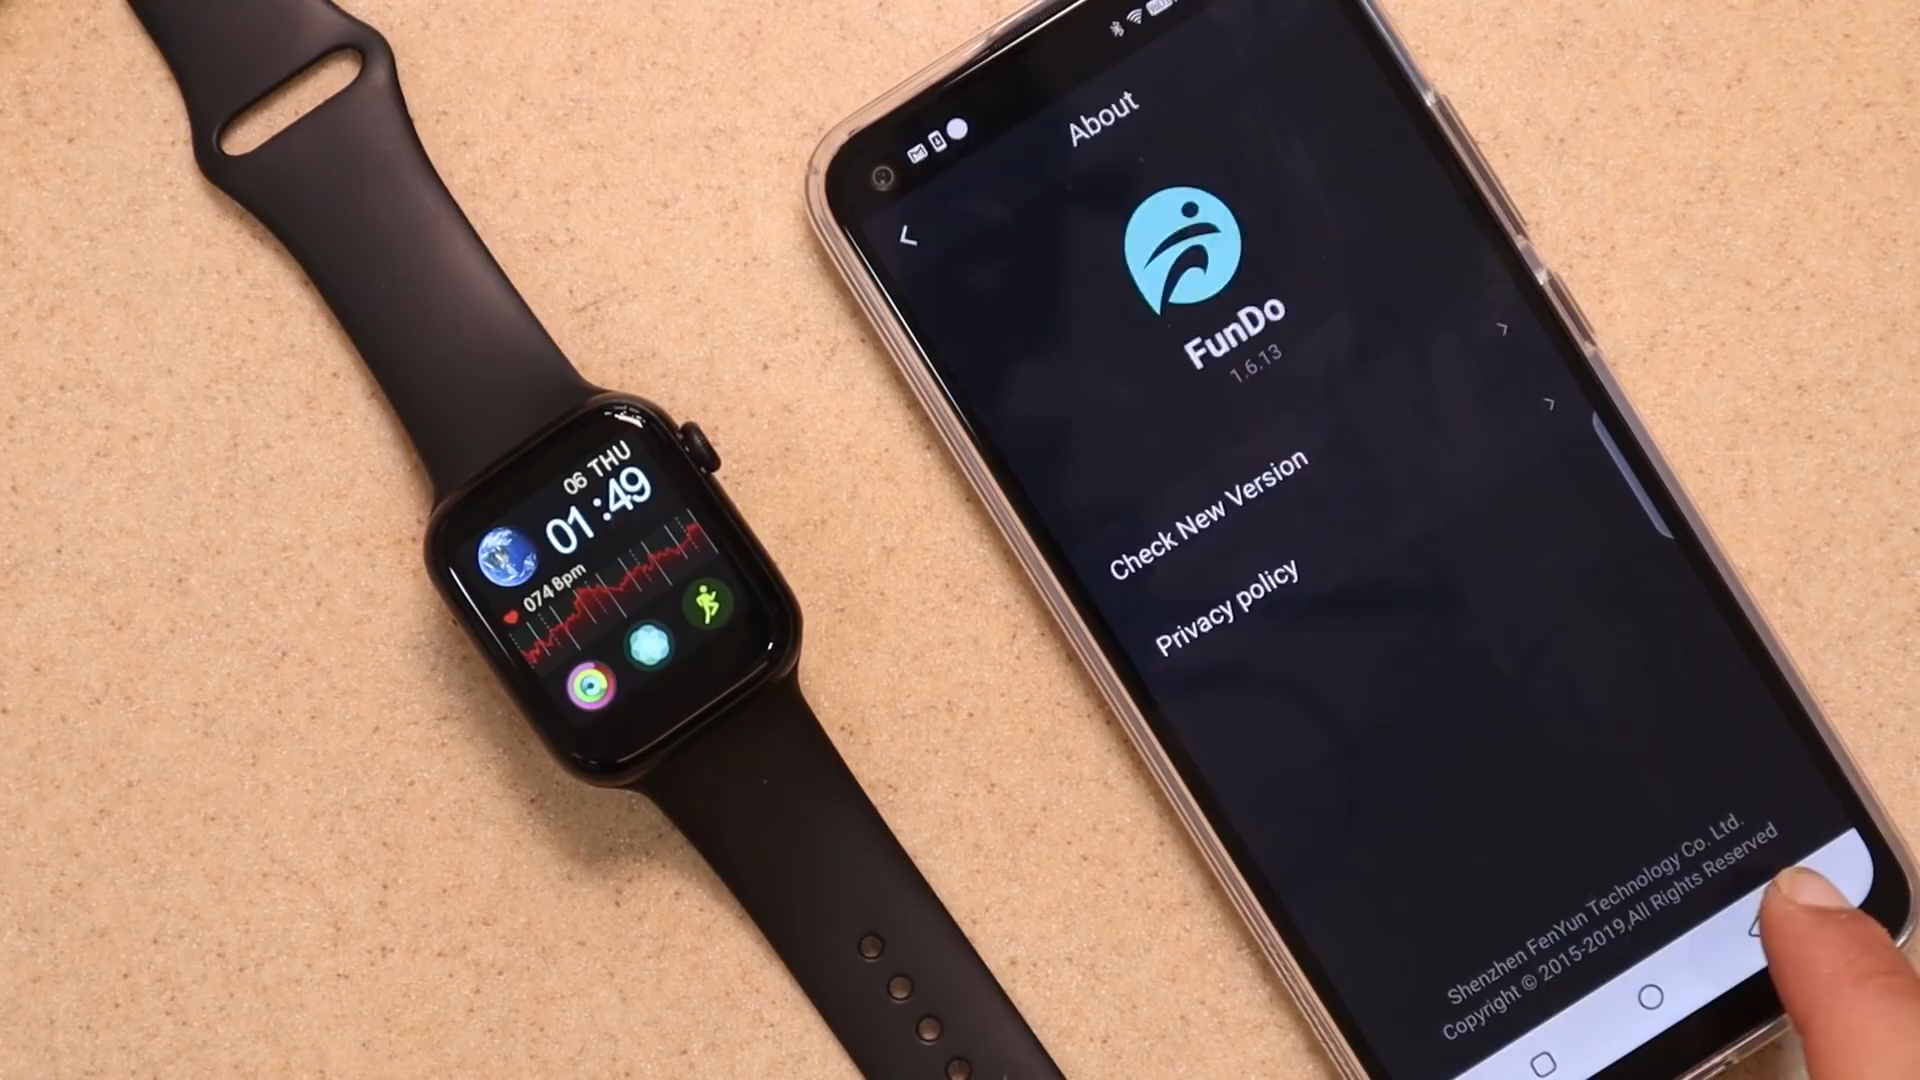 06 THU
01:49
074 Bpm
About
FunDo
1.6.13
Check New Version
Privacy policy
Shenzhen FenYun Technology Co. Ltd.
Copyright © 2015-2019,All Rights Reserved